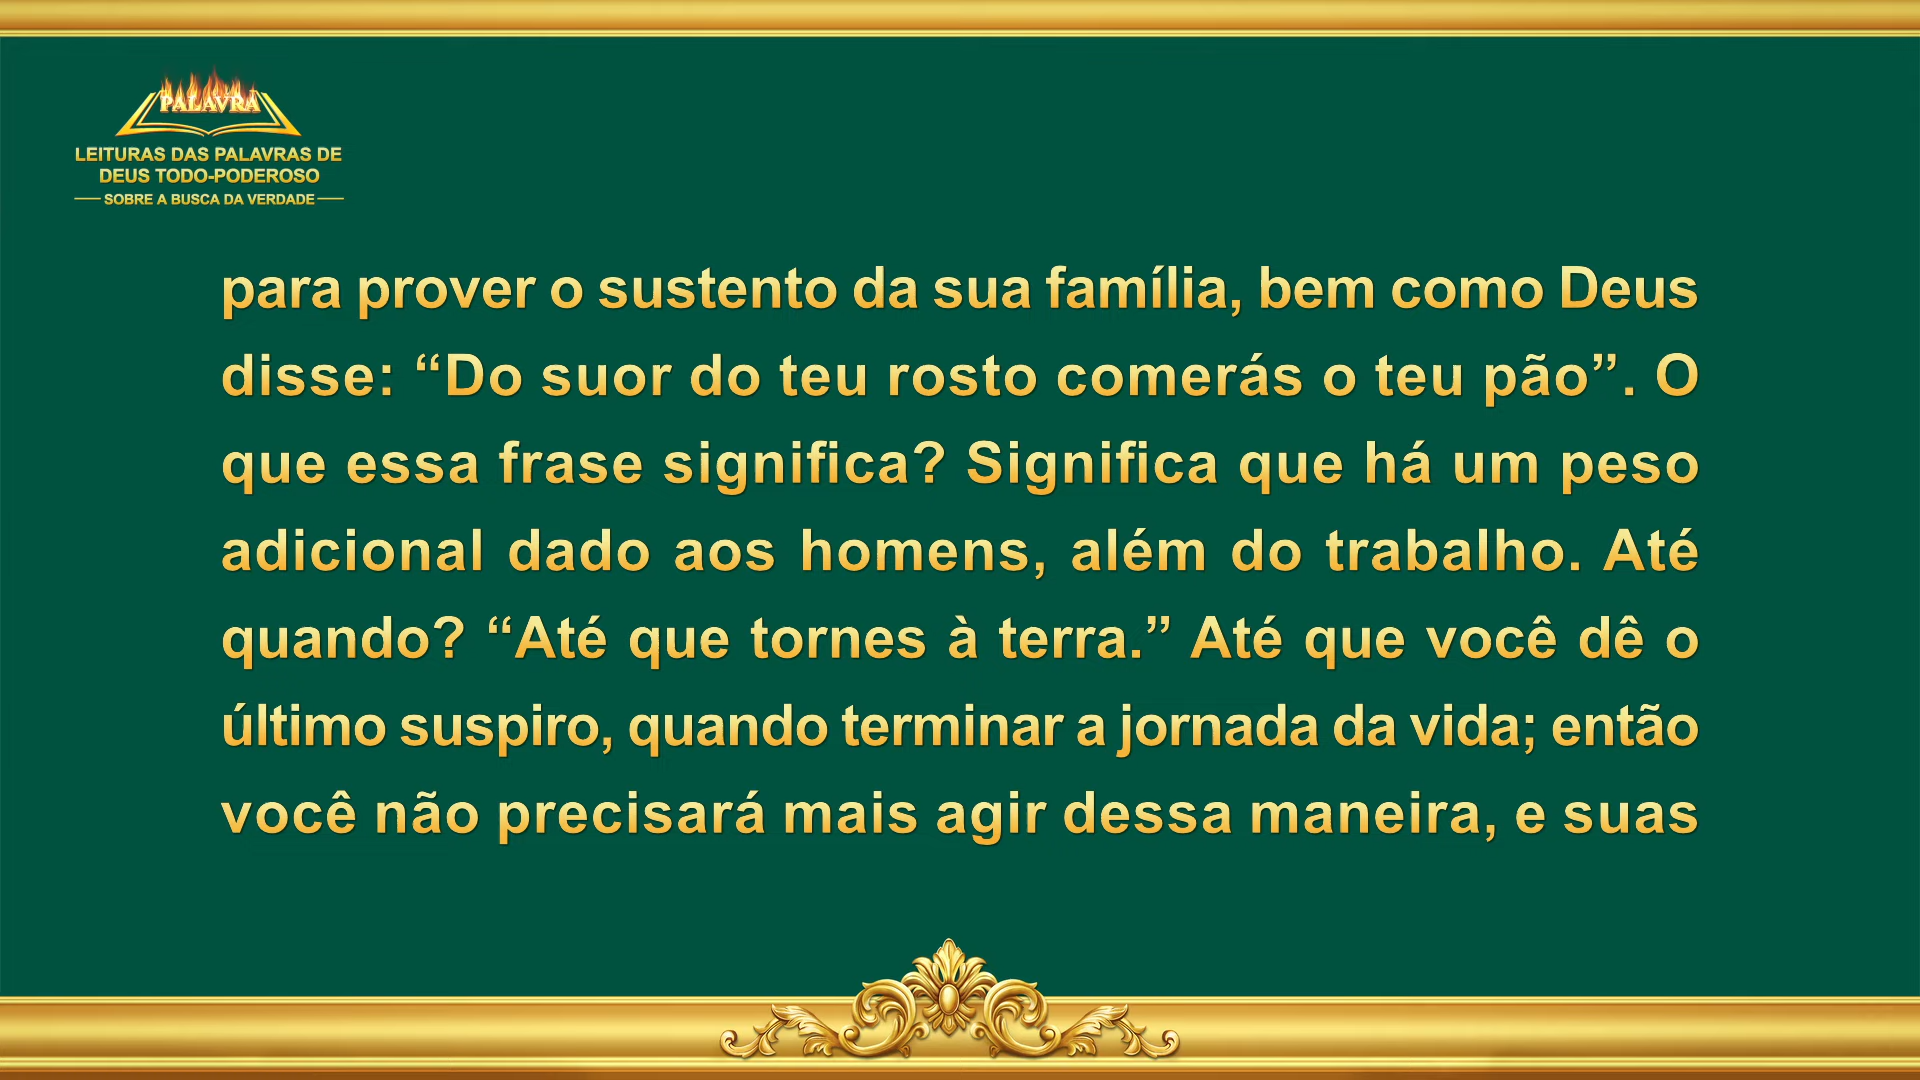 PALAVRA
LEITURAS DAS PALAVRAS DE
DEUS TODO-PODEROSO
SOBRE A BUSCA DA VERDADE
para prover o sustento da sua família, bem como Deus
disse: “Do suor do teu rosto comerás o teu pão”. O
que essa frase significa? Significa que há um peso
adicional dado aos homens, além do trabalho. Até
quando? “Até que tornes à terra.” Até que você dê o
último suspiro, quando terminar a jornada da vida; então
você não precisará mais agir dessa maneira, e suas